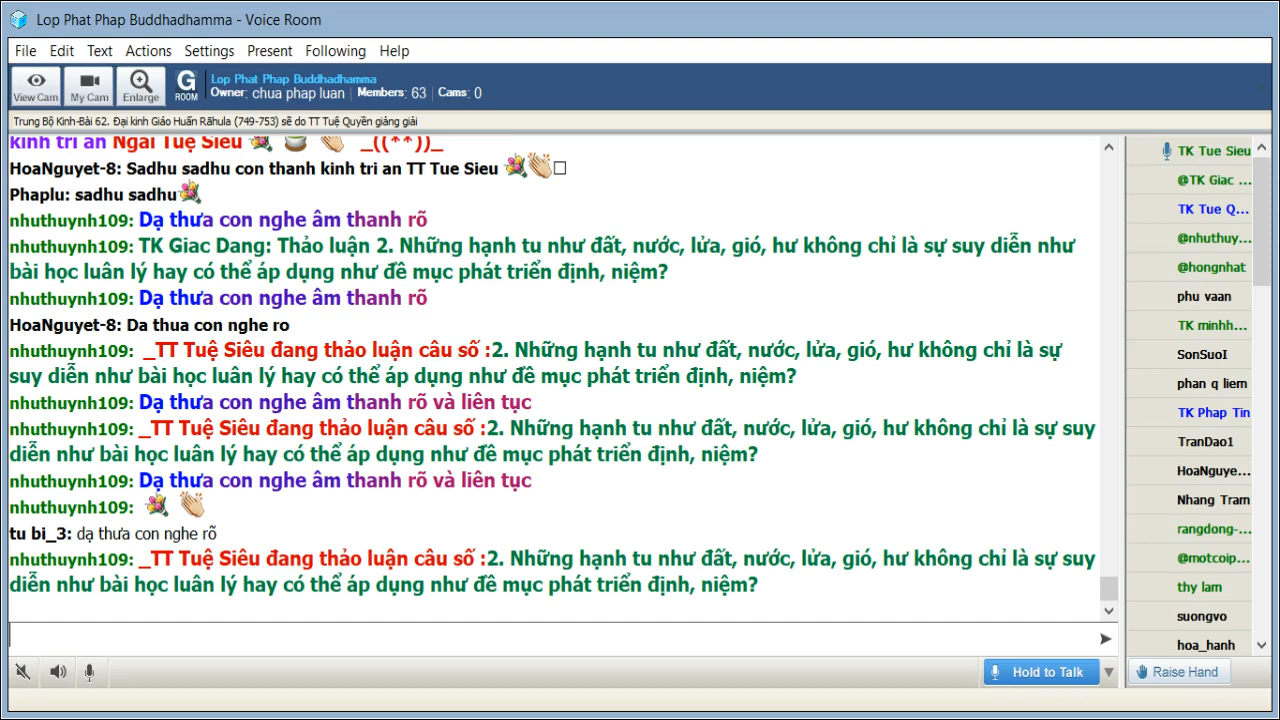 Lop Phat Phap Buddhadhamma - Voice Room
File Edit Text Actions Settings Present Following Help
View Cam My Cam Enlarge G ROOM
Lop Phat Phap Buddhadhamma
Owner: chua phap luan | Members: 63 | Cams: 0
Trung Bộ Kinh-Bài 62. Đại kinh Giáo Huấn Rāhula (749-753) sẽ do TT Tuệ Quyền giảng giải
kính tri ân Ngài Tuệ Siêu _((**))_
HoaNguyet-8: Sadhu sadhu con thanh kinh tri an TT Tue Sieu
Phaplu: sadhu sadhu
nhuthuynh109: Dạ thưa con nghe âm thanh rõ
nhuthuynh109: TK Giac Dang: Thảo luận 2. Những hạnh tu như đất, nước, lửa, gió, hư không chỉ là sự suy diễn như
bài học luân lý hay có thể áp dụng như đề mục phát triển định, niệm?
nhuthuynh109: Dạ thưa con nghe âm thanh rõ
HoaNguyet-8: Da thua con nghe ro
nhuthuynh109: _TT Tuệ Siêu đang thảo luận câu số :2. Những hạnh tu như đất, nước, lửa, gió, hư không chỉ là sự
suy diễn như bài học luân lý hay có thể áp dụng như đề mục phát triển định, niệm?
nhuthuynh109: Dạ thưa con nghe âm thanh rõ và liên tục
nhuthuynh109: _TT Tuệ Siêu đang thảo luận câu số :2. Những hạnh tu như đất, nước, lửa, gió, hư không chỉ là sự suy
diễn như bài học luân lý hay có thể áp dụng như đề mục phát triển định, niệm?
nhuthuynh109: Dạ thưa con nghe âm thanh rõ và liên tục
nhuthuynh109:
tu bi_3: dạ thưa con nghe rõ
nhuthuynh109: _TT Tuệ Siêu đang thảo luận câu số :2. Những hạnh tu như đất, nước, lửa, gió, hư không chỉ là sự suy
diễn như bài học luân lý hay có thể áp dụng như đề mục phát triển định, niệm?
TK Tue Sieu
@TK Giac ...
TK Tue Q...
@nhuthuy...
@hongnhat
phu vaan
TK minhh...
SonSuoI
phan q liem
TK Phap Tin
TranDao1
HoaNguye...
Nhang Tram
rangdong-...
@motcoip...
thy lam
suongvo
hoa_hanh
Hold to Talk
Raise Hand